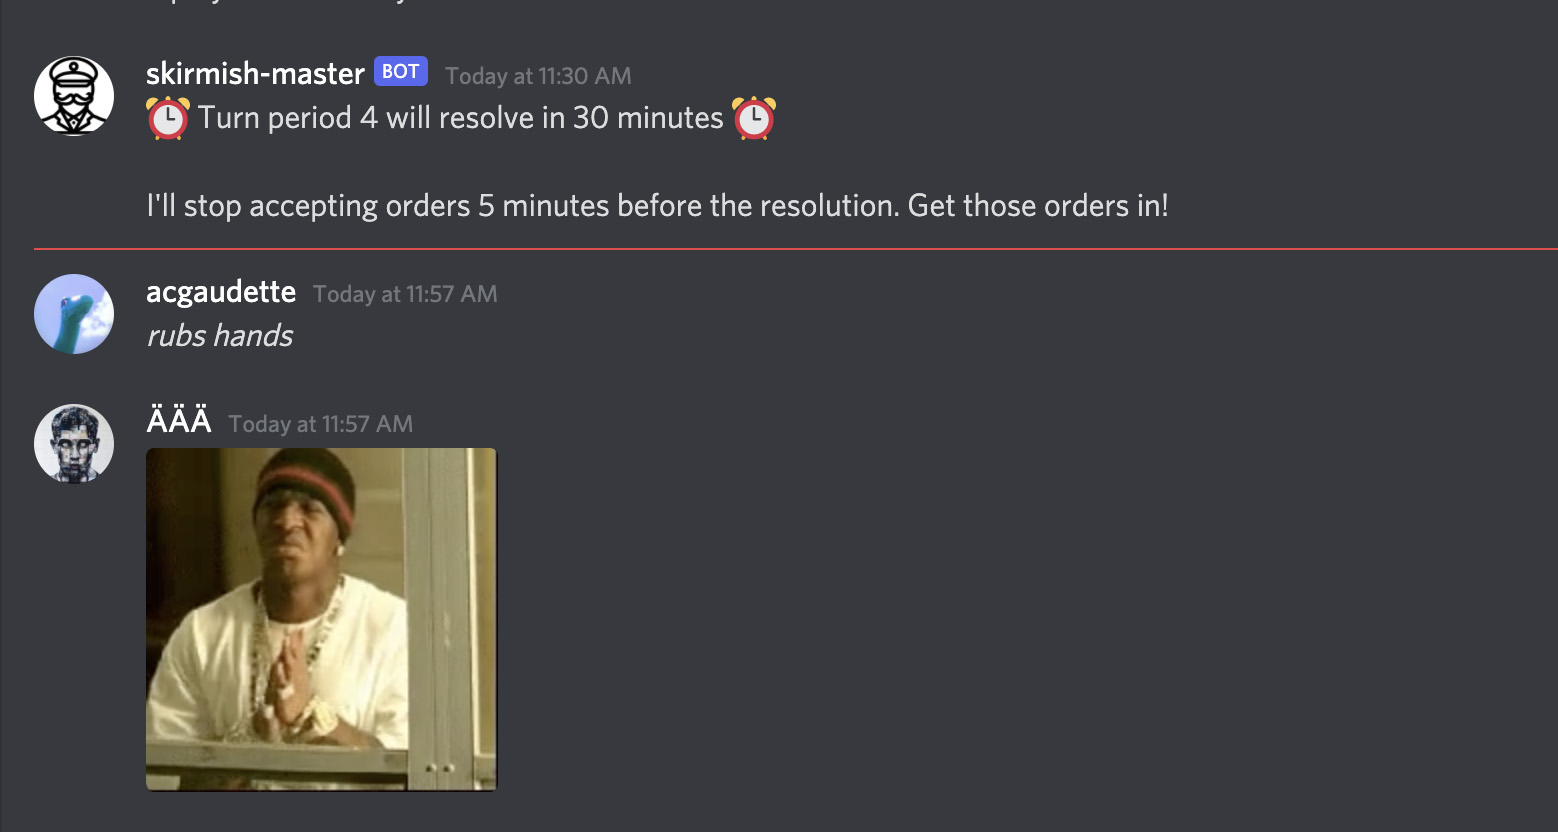 skirmish-master BOT Today at 11:30 AM
⏰ Turn period 4 will resolve in 30 minutes ⏰
I'll stop accepting orders 5 minutes before the resolution. Get those orders in!
acgaudette Today at 11:57 AM
rubs hands
ÄÄÄ Today at 11:57 AM